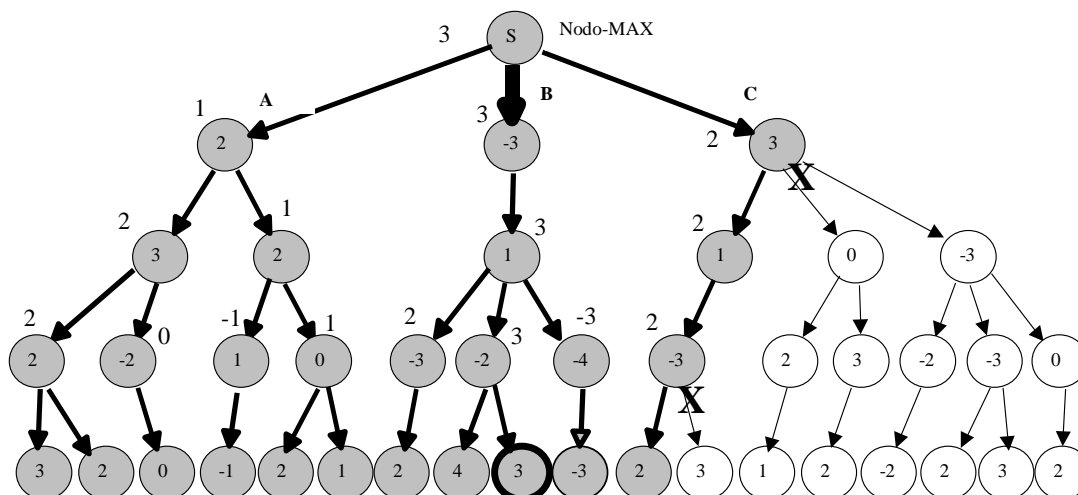 3 S Nodo-MAX
A B C
1 3 2
2 -3 3
X
2 1 3 2
3 2 1 1 0 -3
2 0 -1 1 2 3 -3 2
2 -2 1 0 -3 -2 -4 -3 2 3 -2 -3 0
X
3 2 0 -1 2 1 2 4 3 -3 2 3 1 2 -2 2 3 2